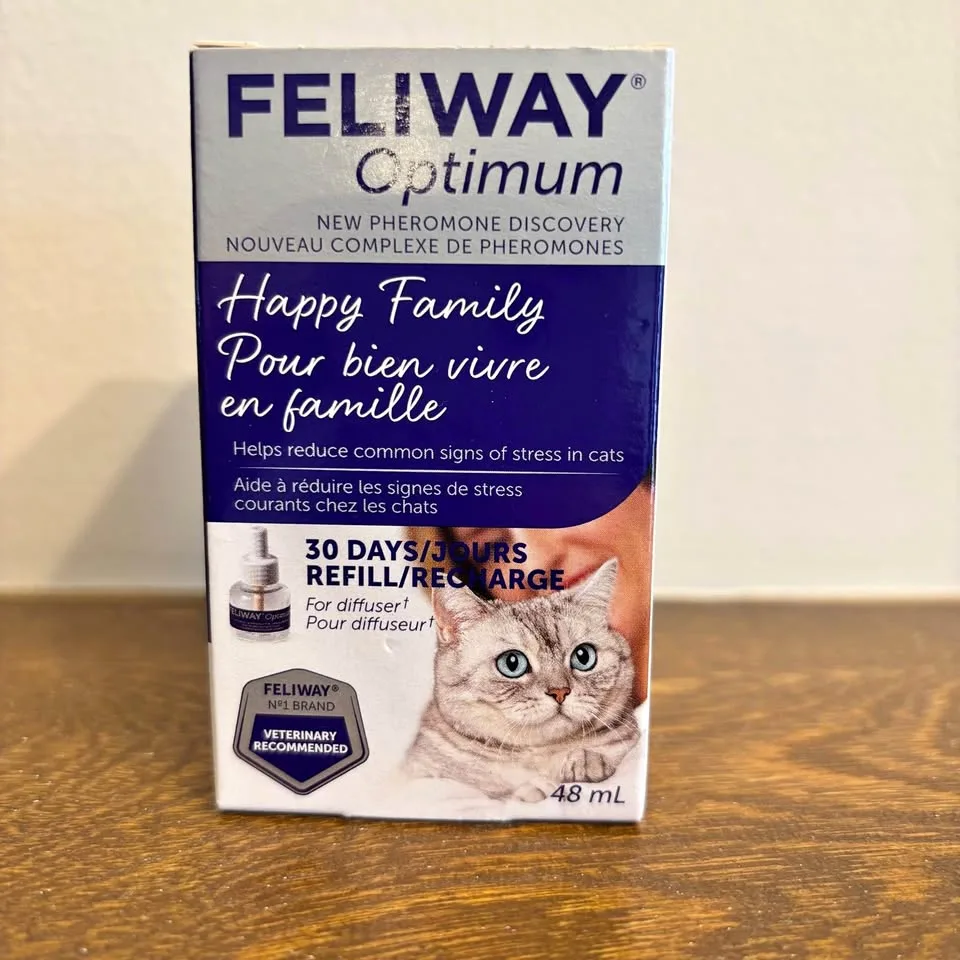 FELIWAY®
Optimum
NEW PHEROMONE DISCOVERY
NOUVEAU COMPLEXE DE PHEROMONES
Happy Family
Pour bien vivre
en famille
Helps reduce common signs of stress in cats
Aide à réduire les signes de stress
courants chez les chats
30 DAYS/JOURS
REFILL/RECHARGE
For diffuser†
Pour diffuseur†
FELIWAY Optimum
FELIWAY®
Nº1 BRAND
VETERINARY
RECOMMENDED
48 mL